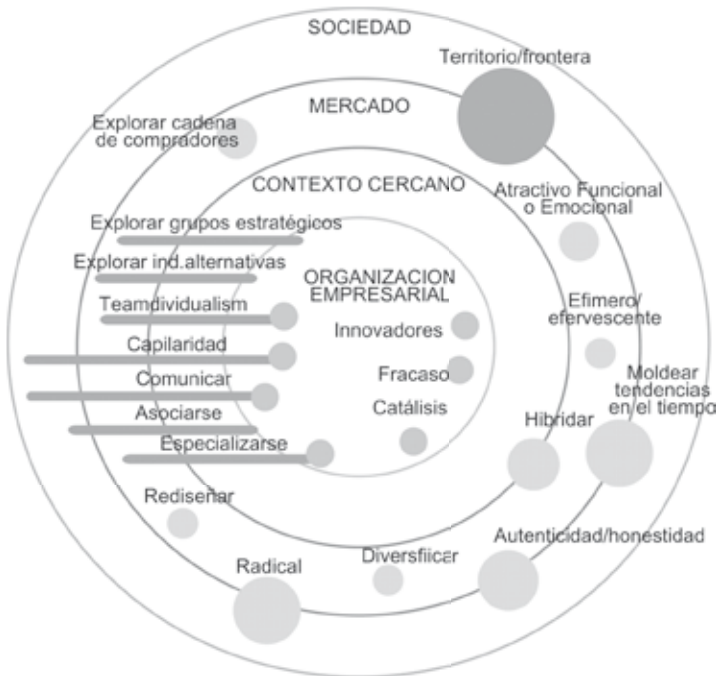 SOCIEDAD
Territorio/frontera
MERCADO
Explorar cadena
de compradores
CONTEXTO CERCANO
Atractivo Funcional
o Emocional
Explorar grupos estratégicos
Explorar ind.alternativas
ORGANIZACION
EMPRESARIAL
Teamdividualism
Innovadores
Efimero/
efervescente
Capilaridad
Comunicar
Fracaso
Moldear
tendencias
en el tiempo
Asociarse
Catálisis
Hibridar
Especializarse
Rediseñar
Autenticidad/honestidad
Radical
Diversfiicar